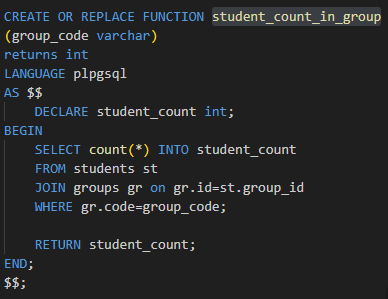 CREATE OR REPLACE FUNCTION student_count_in_group
(group_code varchar)
returns int
LANGUAGE plpgsql
AS $$
    DECLARE student_count int;
BEGIN
    SELECT count(*) INTO student_count
    FROM students st
    JOIN groups gr on gr.id=st.group_id
    WHERE gr.code=group_code;

    RETURN student_count;
END;
$$;